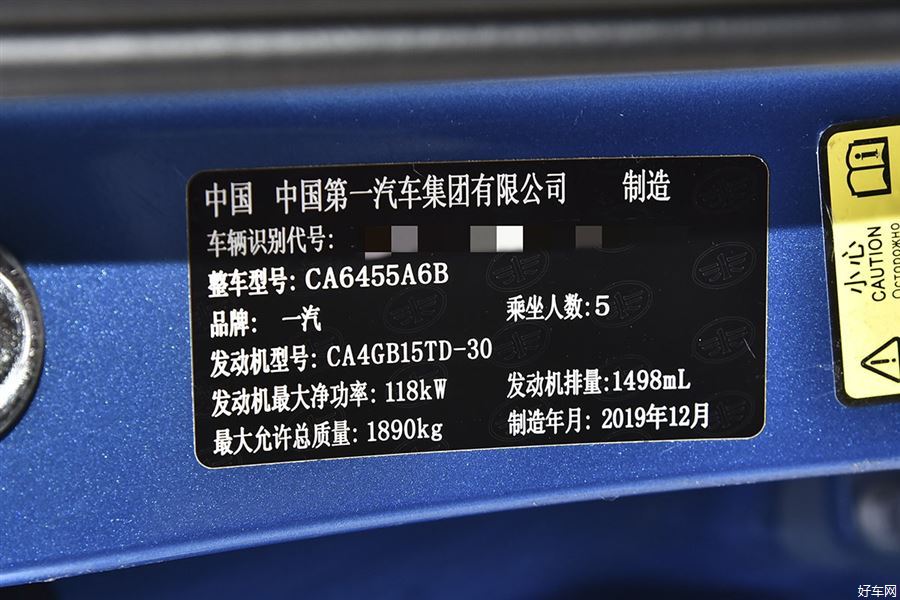 中国 中国第一汽车集团有限公司 制造
车辆识别代号:
整车型号: CA6455A6B
品牌: 一汽 乘坐人数: 5
发动机型号: CA4GB15TD-30
发动机最大净功率: 118kW 发动机排量:1498mL
最大允许总质量: 1890kg 制造年月: 2019年12月
小心
CAUTION
Осторожно
好车网